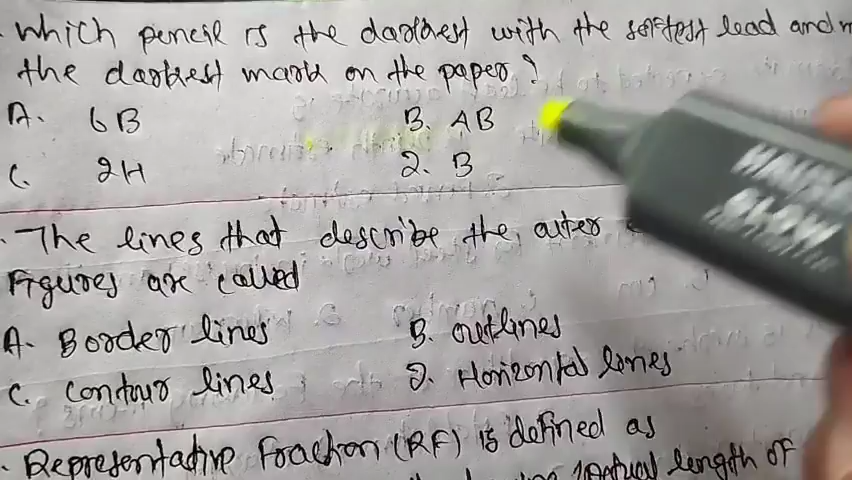 . which pencil is the darkest with the softest lead and
the darkest mark on the paper?
A. 6B B. AB
C. 2H D. B
. The lines that describe the outer
Figures are called
A. Border lines B. outlines
C. contour lines D. Horizontal lines
. Representative Fraction (RF) is defined as
length of